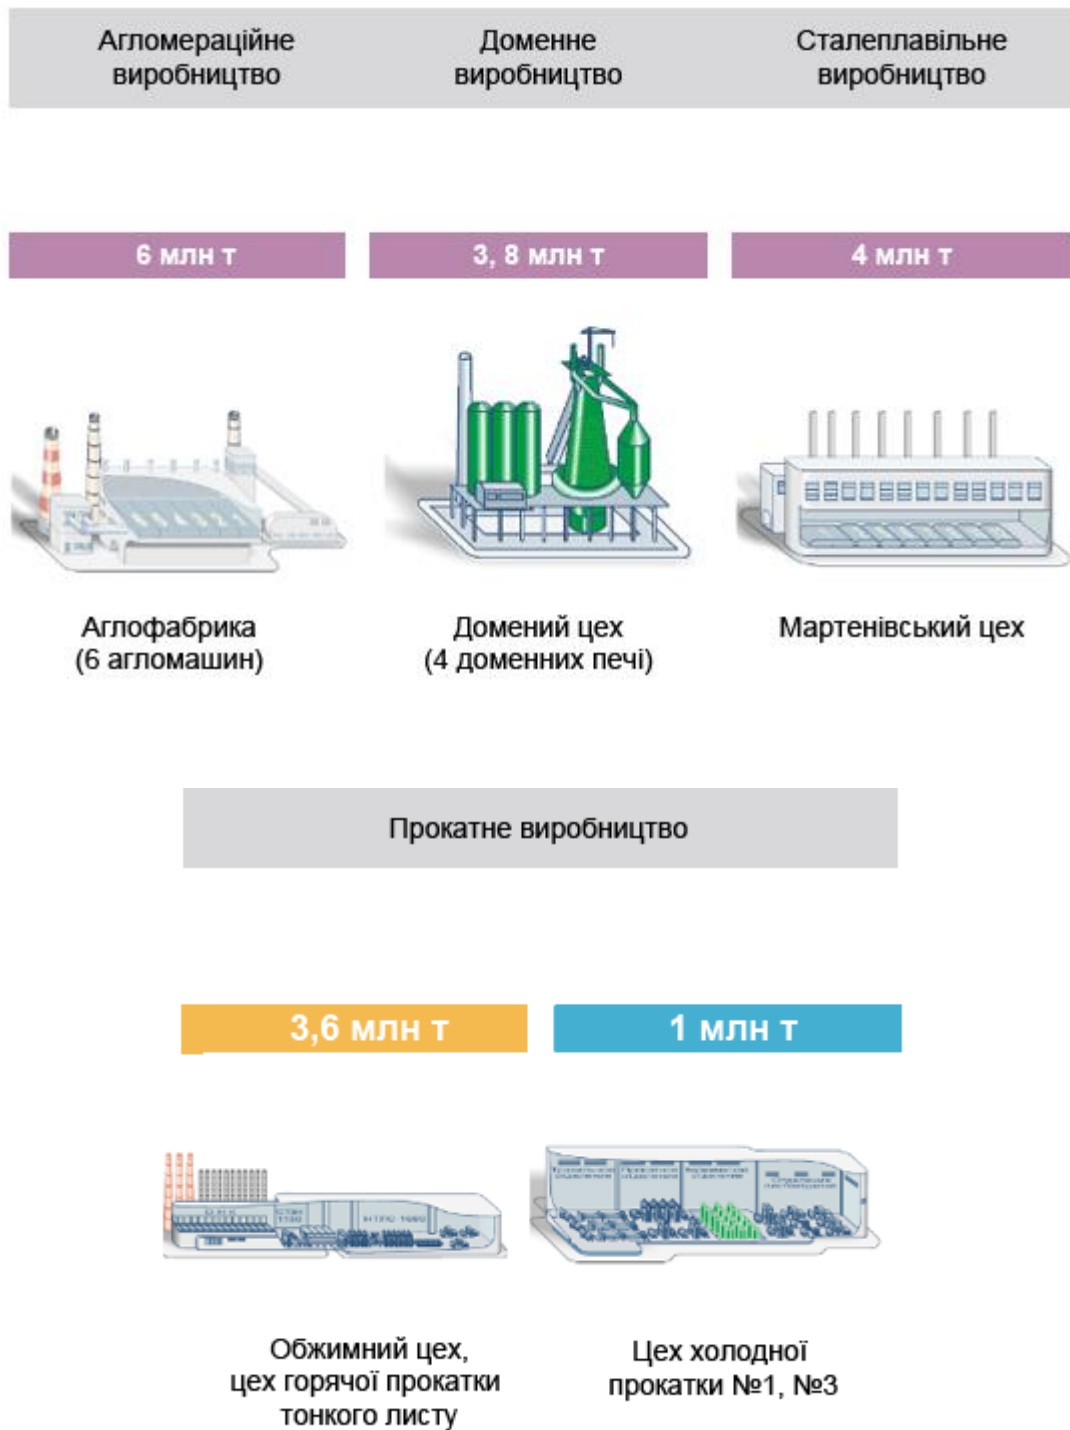 Агломераційне
виробництво
Доменне
виробництво
Сталеплавільне
виробництво
6 млн т
3, 8 млн т
4 млн т
Аглофабрика
(6 агломашин)
Домений цех
(4 доменних печі)
Мартенівський цех
Прокатне виробництво
3,6 млн т
1 млн т
Обжимний цех,
цех горячої прокатки
тонкого листу
Цех холодної
прокатки №1, №3